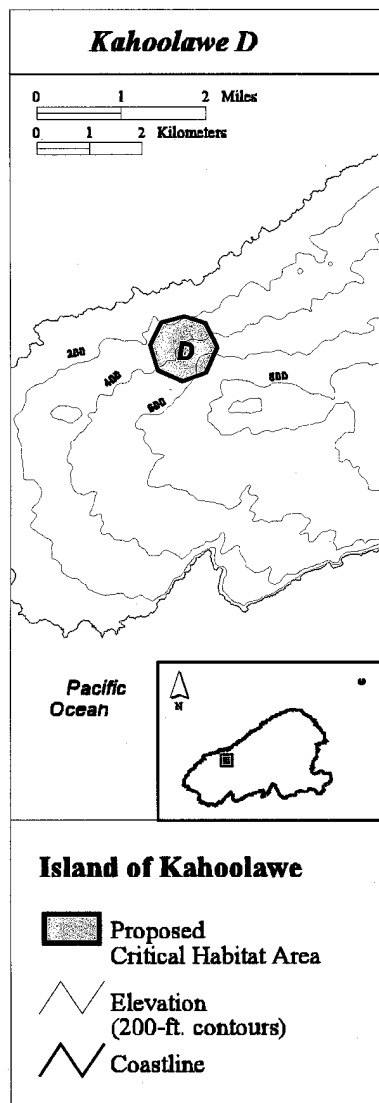 Kahoolawe D
0 1 2 Miles
0 1 2 Kilometers
D
200
400
600
800
Pacific
Ocean
N
Island of Kahoolawe
Proposed
Critical Habitat Area
Elevation
(200-ft. contours)
Coastline